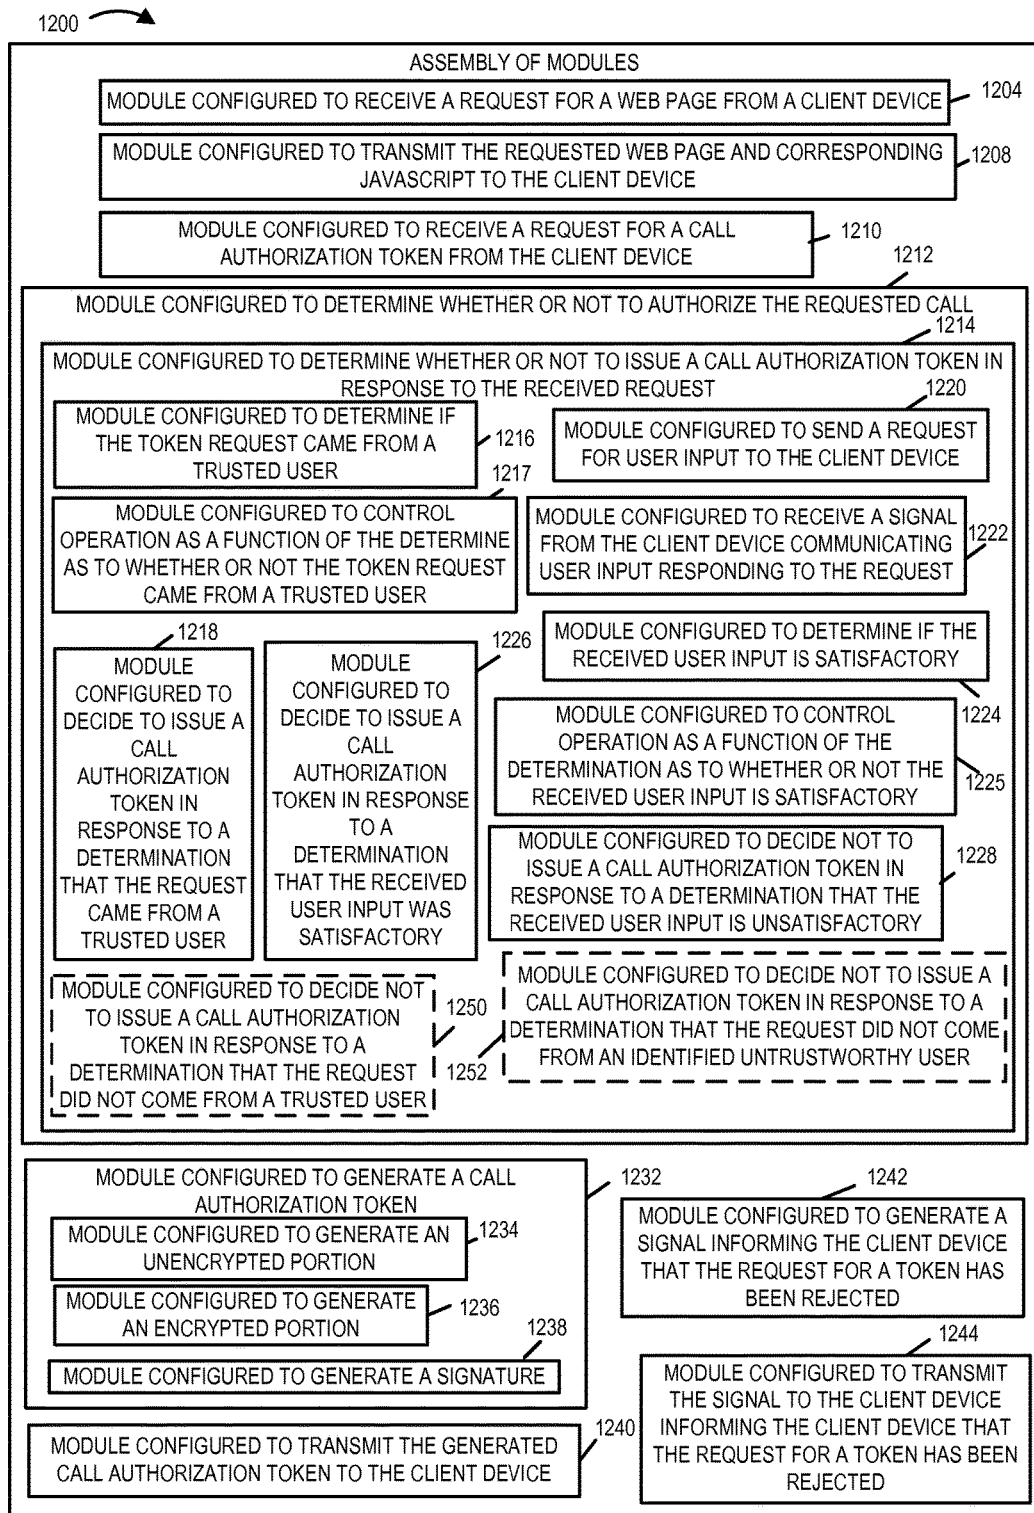 1200
ASSEMBLY OF MODULES
MODULE CONFIGURED TO RECEIVE A REQUEST FOR A WEB PAGE FROM A CLIENT DEVICE
1204
MODULE CONFIGURED TO TRANSMIT THE REQUESTED WEB PAGE AND CORRESPONDING
JAVASCRIPT TO THE CLIENT DEVICE
1208
MODULE CONFIGURED TO RECEIVE A REQUEST FOR A CALL
AUTHORIZATION TOKEN FROM THE CLIENT DEVICE
1210
1212
MODULE CONFIGURED TO DETERMINE WHETHER OR NOT TO AUTHORIZE THE REQUESTED CALL
1214
MODULE CONFIGURED TO DETERMINE WHETHER OR NOT TO ISSUE A CALL AUTHORIZATION TOKEN IN
RESPONSE TO THE RECEIVED REQUEST
MODULE CONFIGURED TO DETERMINE IF
THE TOKEN REQUEST CAME FROM A
TRUSTED USER
1216
1220
MODULE CONFIGURED TO SEND A REQUEST
FOR USER INPUT TO THE CLIENT DEVICE
1217
MODULE CONFIGURED TO CONTROL
OPERATION AS A FUNCTION OF THE DETERMINE
AS TO WHETHER OR NOT THE TOKEN REQUEST
CAME FROM A TRUSTED USER
MODULE CONFIGURED TO RECEIVE A SIGNAL
FROM THE CLIENT DEVICE COMMUNICATING
USER INPUT RESPONDING TO THE REQUEST
1222
1218
MODULE
CONFIGURED TO
DECIDE TO ISSUE A
CALL
AUTHORIZATION
TOKEN IN
RESPONSE TO A
DETERMINATION
THAT THE REQUEST
CAME FROM A
TRUSTED USER
1226
MODULE
CONFIGURED TO
DECIDE TO ISSUE A
CALL
AUTHORIZATION
TOKEN IN RESPONSE
TO A
DETERMINATION
THAT THE RECEIVED
USER INPUT WAS
SATISFACTORY
MODULE CONFIGURED TO DETERMINE IF THE
RECEIVED USER INPUT IS SATISFACTORY
1224
MODULE CONFIGURED TO CONTROL
OPERATION AS A FUNCTION OF THE
DETERMINATION AS TO WHETHER OR NOT THE
RECEIVED USER INPUT IS SATISFACTORY
1225
MODULE CONFIGURED TO DECIDE NOT TO
ISSUE A CALL AUTHORIZATION TOKEN IN
RESPONSE TO A DETERMINATION THAT THE
RECEIVED USER INPUT IS UNSATISFACTORY
1228
MODULE CONFIGURED TO DECIDE NOT
TO ISSUE A CALL AUTHORIZATION
TOKEN IN RESPONSE TO A
DETERMINATION THAT THE REQUEST
DID NOT COME FROM A TRUSTED USER
1250
MODULE CONFIGURED TO DECIDE NOT TO ISSUE A
CALL AUTHORIZATION TOKEN IN RESPONSE TO A
DETERMINATION THAT THE REQUEST DID NOT COME
FROM AN IDENTIFIED UNTRUSTWORTHY USER
1252
MODULE CONFIGURED TO GENERATE A CALL
AUTHORIZATION TOKEN
1232
MODULE CONFIGURED TO GENERATE AN
UNENCRYPTED PORTION
1234
MODULE CONFIGURED TO GENERATE
AN ENCRYPTED PORTION
1236
1238
MODULE CONFIGURED TO GENERATE A SIGNATURE
MODULE CONFIGURED TO TRANSMIT THE GENERATED
CALL AUTHORIZATION TOKEN TO THE CLIENT DEVICE
1240
1242
MODULE CONFIGURED TO GENERATE A
SIGNAL INFORMING THE CLIENT DEVICE
THAT THE REQUEST FOR A TOKEN HAS
BEEN REJECTED
1244
MODULE CONFIGURED TO TRANSMIT
THE SIGNAL TO THE CLIENT DEVICE
INFORMING THE CLIENT DEVICE THAT
THE REQUEST FOR A TOKEN HAS BEEN
REJECTED